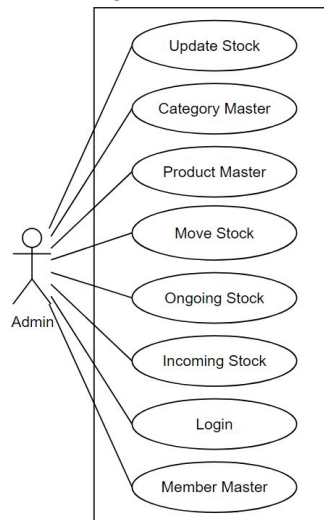 Update Stock
Category Master
Product Master
Move Stock
Ongoing Stock
Incoming Stock
Admin
Login
Member Master